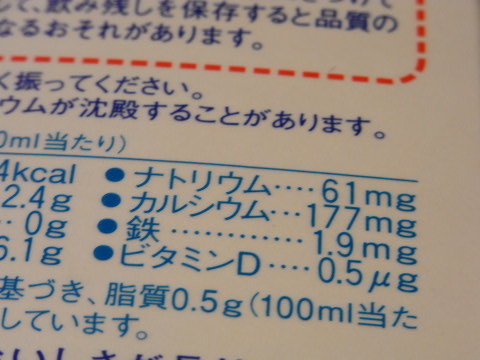 て、飲み残しを保存すると品質の
なるおそれがあります。
く振ってください。
ウムが沈殿することがあります。
0ml当たり）
4kcal ●ナトリウム‥‥61mg
2.4g ●カルシウム‥‥177mg
‥0g ●鉄‥‥‥‥‥‥1.9mg
6.1g ●ビタミンD‥‥0.5μg
基づき、脂質0.5g（100ml当た
しています。